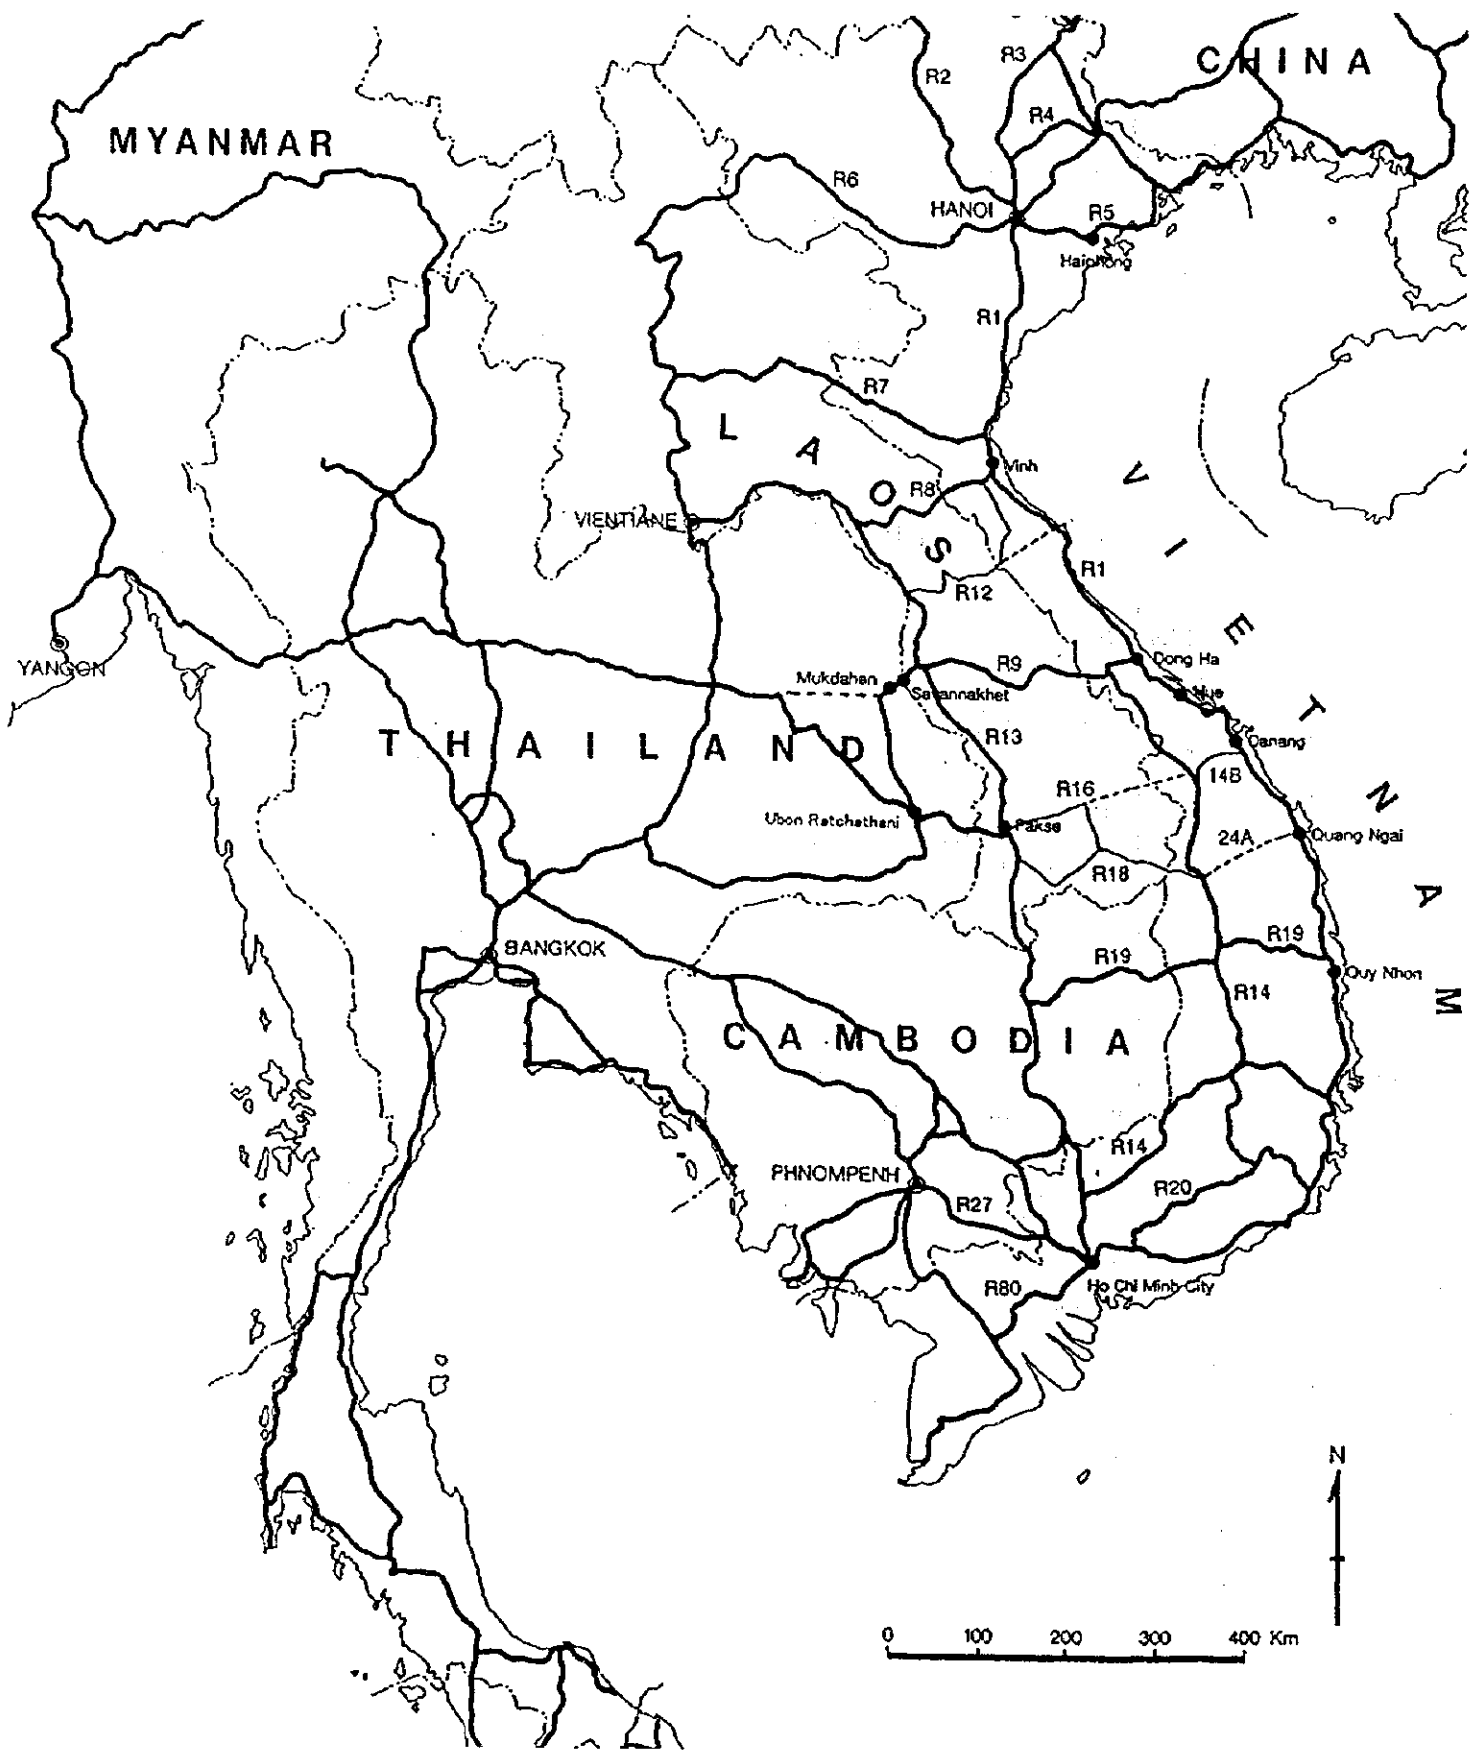 CHINA
R3
R2
R4
MYANMAR
R6
HANOI
R5
Haiphong
R1
R7
LAOS
Vinh
R8
VIENTIANE
VIETNAM
R12
R1
YANGON
R9
Dong Ha
Mukdahan
Savannakhet
Hue
THAILAND
R13
Danang
R16
14B
Ubon Ratchathani
Pakse
24A
Quang Ngai
R18
BANGKOK
R19
R19
Quy Nhon
R14
CAMBODIA
R14
PHNOMPENH
R27
R20
R80
Ho Chi Minh City
N
0 100 200 300 400 Km